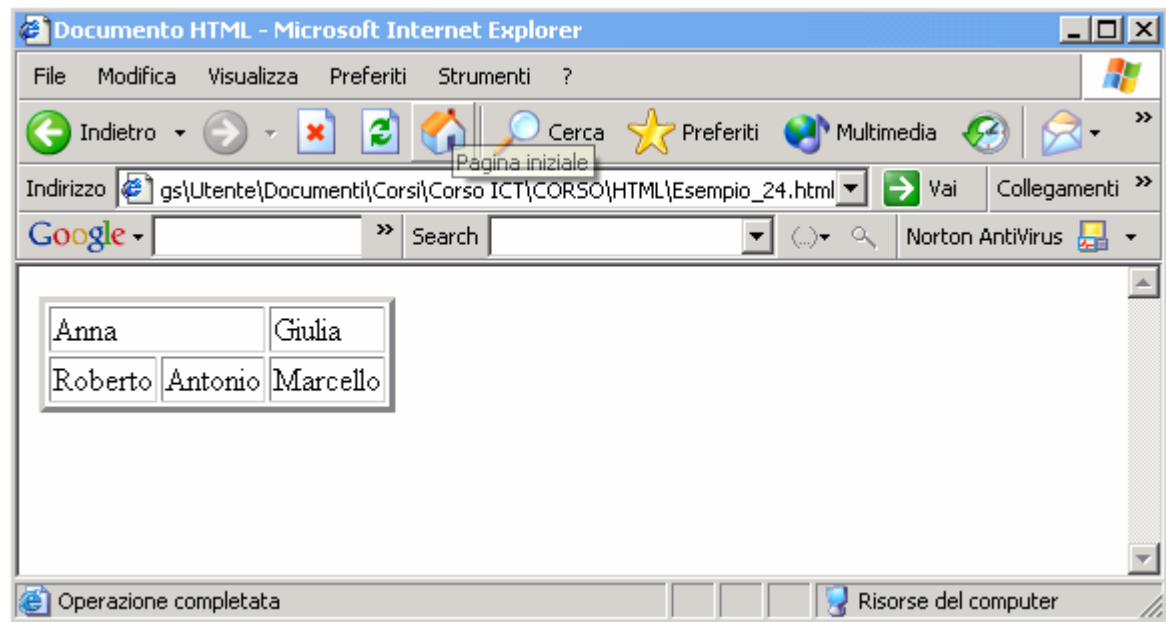 Documento HTML - Microsoft Internet Explorer
File Modifica Visualizza Preferiti Strumenti ?
Indietro Cerca Preferiti Multimedia »
Pagina iniziale
Indirizzo gs\Utente\Documenti\Corsi\Corso ICT\CORSO\HTML\Esempio_24.html Vai Collegamenti »
Google » Search (...) Norton AntiVirus
Anna Giulia
Roberto Antonio Marcello
Operazione completata Risorse del computer